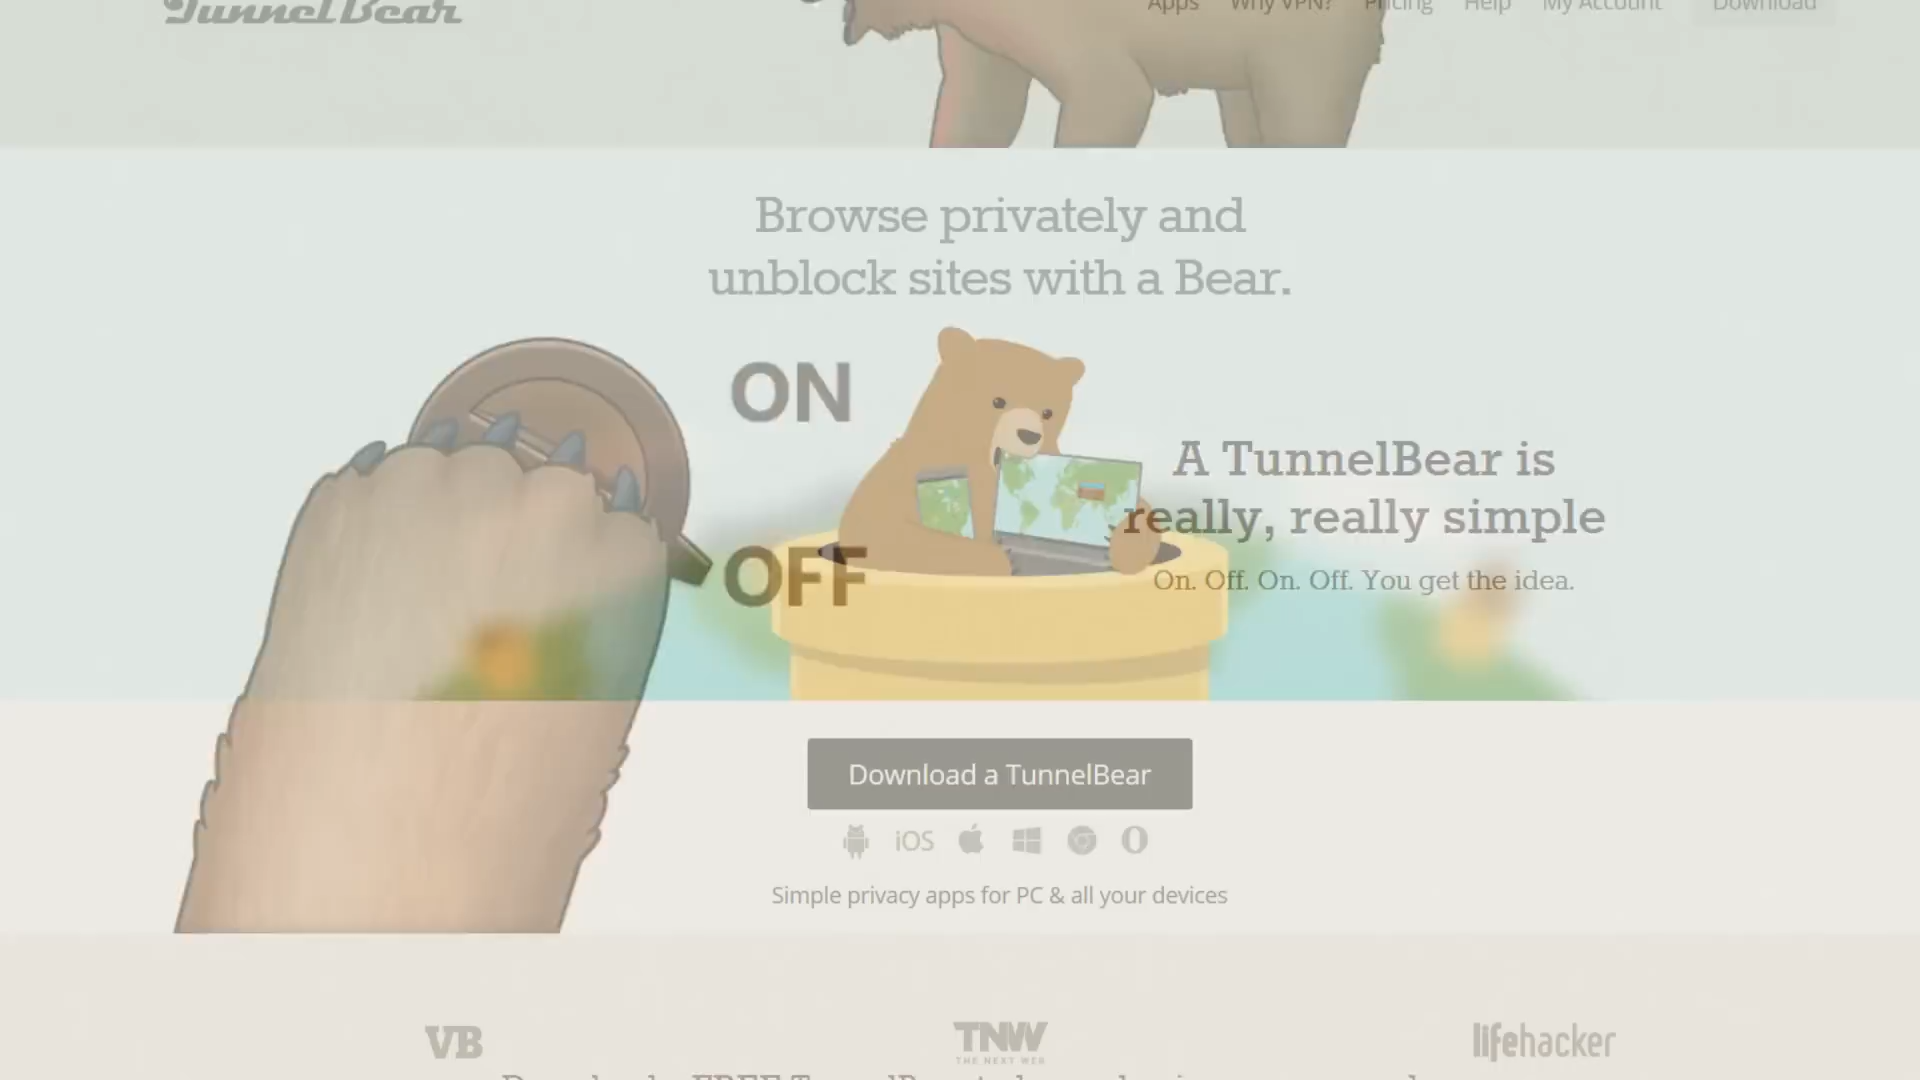 TunnelBear
Apps Why VPN? Pricing Help My Account Download
Browse privately and
unblock sites with a Bear.
ON
OFF
A TunnelBear is
really, really simple
On. Off. On. Off. You get the idea.
Download a TunnelBear
iOS
Simple privacy apps for PC & all your devices
VB
TNW
THE NEXT WEB
lifehacker